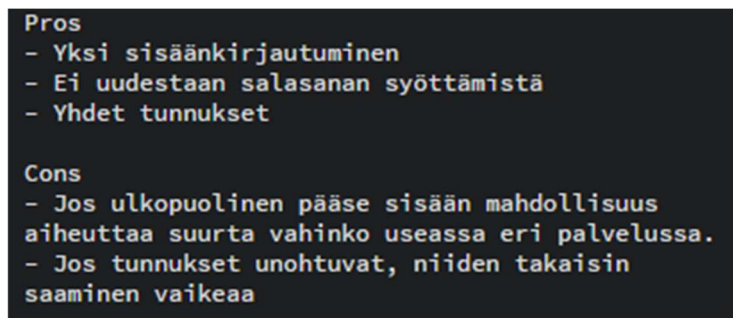 Pros
- Yksi sisäänkirjautuminen
- Ei uudestaan salasanan syöttämistä
- Yhdet tunnukset
Cons
- Jos ulkopuolinen pääse sisään mahdollisuus
aiheuttaa suurta vahinko useassa eri palvelussa.
- Jos tunnukset unohtuvat, niiden takaisin
saaminen vaikeaa